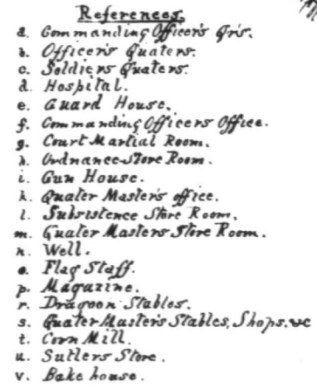 References.
a. Commanding Officer's Qrs.
b. Officer's Quaters.
c. Soldiers Quaters.
d. Hospital.
e. Guard House.
f. Commanding Officers Office.
g. Court Martial Room.
h. Ordnance Store Room.
i. Gun House.
k. Quater Master's office.
l. Subsistence Store Room.
m. Quater Masters Store Room.
n. Well.
o. Flag Staff.
p. Magazine.
r. Dragoon Stables.
s. Quater Master's Stables, Shops. &c
t. Corn Mill.
u. Sutlers Store.
v. Bake house.